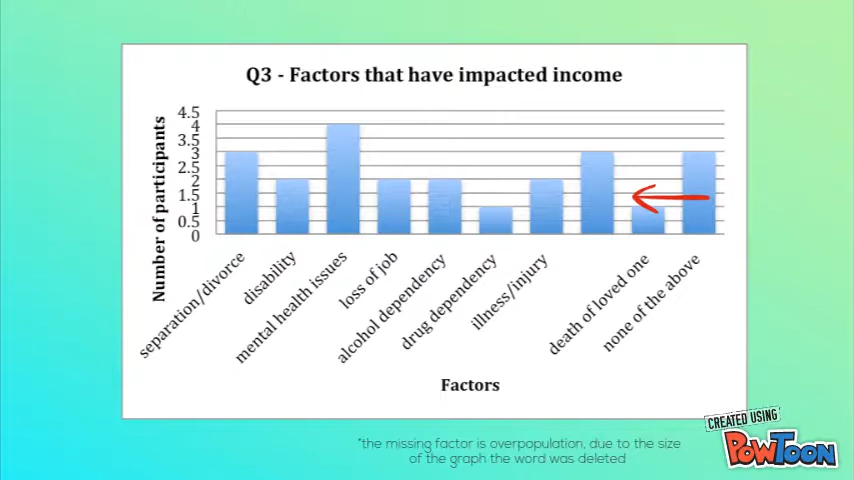 Q3 - Factors that have impacted income
Number of participants
4.5
4
3.5
3
2.5
2
1.5
1
0.5
0
separation/divorce
disability
mental health issues
loss of job
alcohol dependency
drug dependency
illness/injury
death of loved one
none of the above
Factors
*the missing factor is overpopulation, due to the size
of the graph the word was deleted
CREATED USING
POWTOON